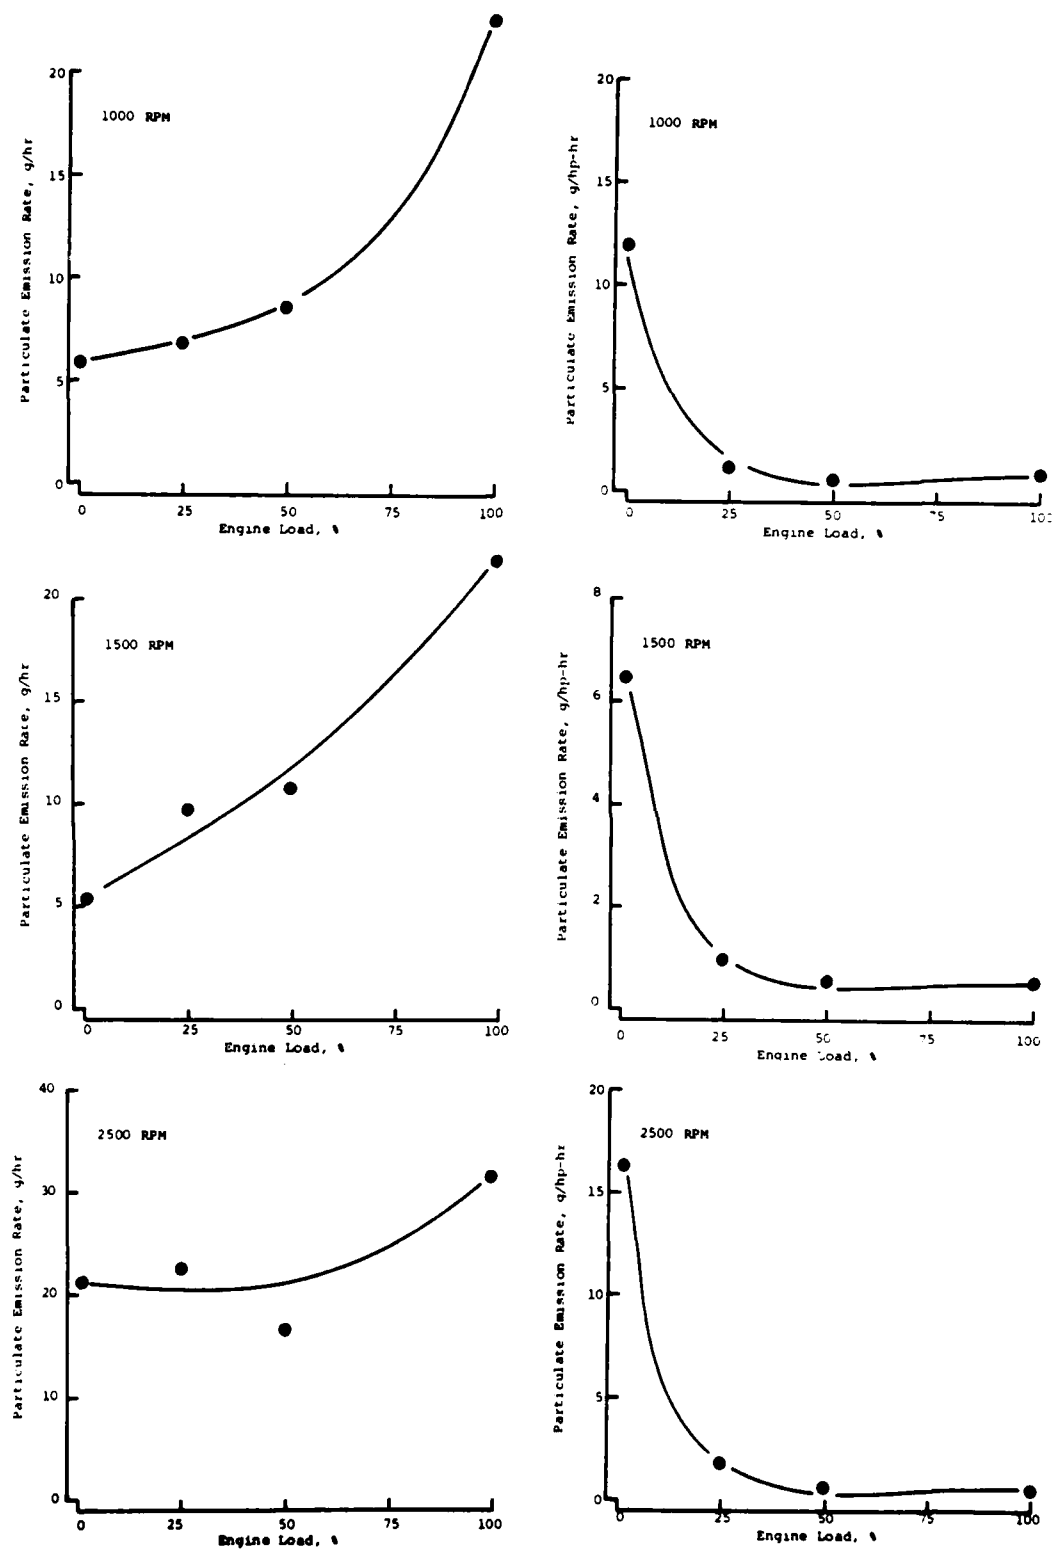 20
15
10
5
0
1000 RPM
Particulate Emission Rate, g/hr
0 25 50 75 100
Engine Load, %
20
15
10
5
0
1000 RPM
Particulate Emission Rate, g/hp-hr
0 25 50 75
Engine Load, %
20
15
10
5
0
1500 RPM
Particulate Emission Rate, g/hr
0 25 50 75 100
Engine Load, %
8
6
4
2
0
1500 RPM
Particulate Emission Rate, g/hp-hr
0 25 50 75 100
Engine Load, %
40
30
20
10
0
2500 RPM
Particulate Emission Rate, g/hr
0 25 50 75 100
Engine Load, %
20
15
10
5
0
2500 RPM
Particulate Emission Rate, g/hp-hr
0 25 50 75 100
Engine Load, %